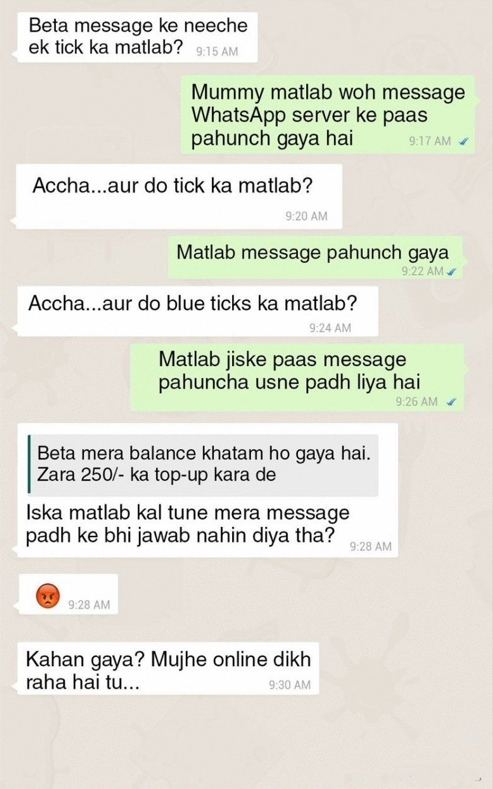 Beta message ke neeche
ek tick ka matlab? 9:15 AM
Mummy matlab woh message
WhatsApp server ke paas
pahunch gaya hai 9:17 AM
Accha...aur do tick ka matlab?
9:20 AM
Matlab message pahunch gaya
9:22 AM
Accha...aur do blue ticks ka matlab?
9:24 AM
Matlab jiske paas message
pahuncha usne padh liya hai
9:26 AM
Beta mera balance khatam ho gaya hai.
Zara 250/- ka top-up kara de
Iska matlab kal tune mera message
padh ke bhi jawab nahin diya tha?
9:28 AM
9:28 AM
Kahan gaya? Mujhe online dikh
raha hai tu... 9:30 AM